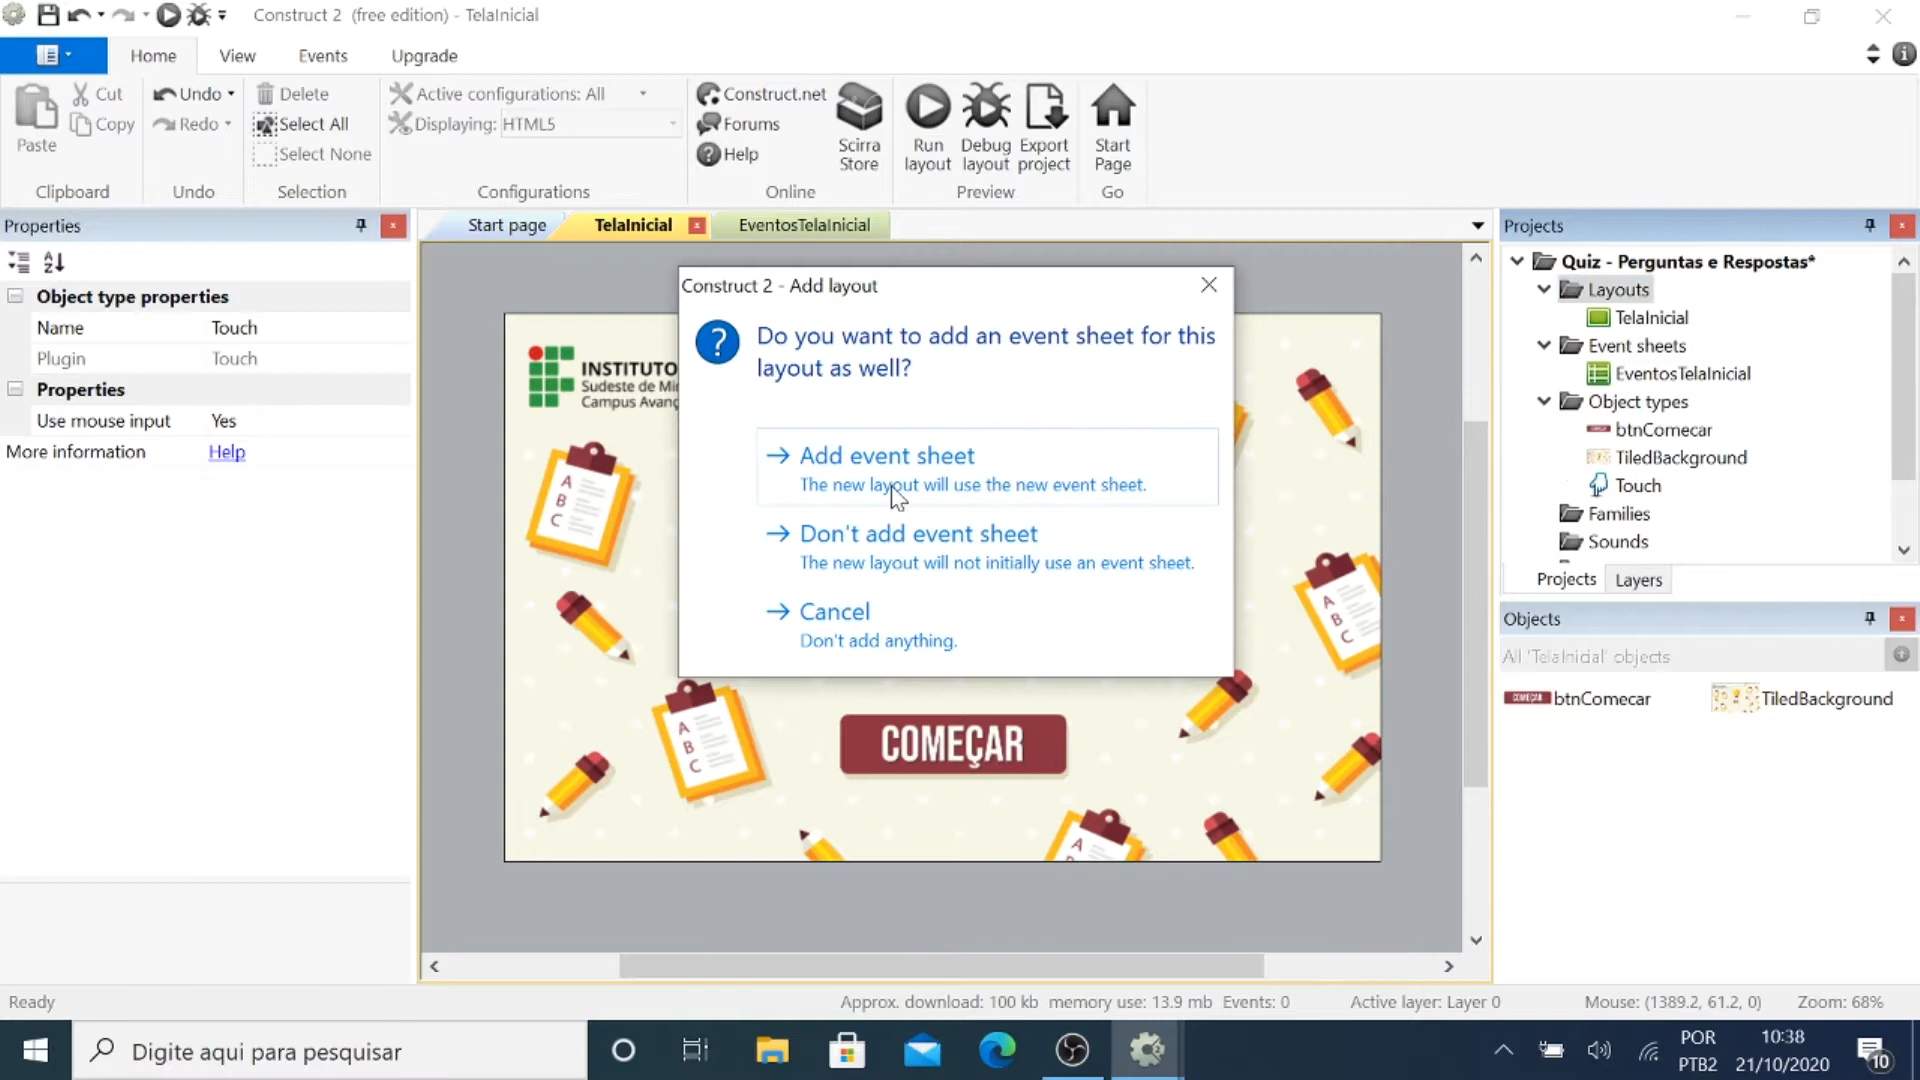 Construct 2  (free edition) - TelaInicial
Home
View
Events
Upgrade
Paste
Cut
Copy
Clipboard
Undo
Redo
Undo
Delete
Select All
Select None
Selection
Active configurations: All
Displaying: HTML5
Configurations
Construct.net
Forums
Help
Scirra
Store
Online
Run
layout
Debug
layout
Export
project
Preview
Start
Page
Go
Properties
Object type properties
Name Touch
Plugin Touch
Properties
Use mouse input Yes
More information Help
Start page
TelaInicial
EventosTelaInicial
Construct 2 - Add layout
Do you want to add an event sheet for this
layout as well?
Add event sheet
The new layout will use the new event sheet.
Don't add event sheet
The new layout will not initially use an event sheet.
Cancel
Don't add anything.
INSTITUTO
Sudeste de
Campus
A
B
C
A
B
C
A
B
C
A
COMEÇAR
Projects
Quiz - Perguntas e Respostas*
Layouts
TelaInicial
Event sheets
EventosTelaInicial
Object types
btnComecar
TiledBackground
Touch
Families
Sounds
Projects
Layers
Objects
All 'TelaInicial' objects
COMEÇAR btnComecar
TiledBackground
Ready
Approx. download: 100 kb  memory use: 13.9 mb  Events: 0
Active layer: Layer 0
Mouse: (1389.2, 61.2, 0)
Zoom: 68%
Digite aqui para pesquisar
POR
PTB2
10:38
21/10/2020
10